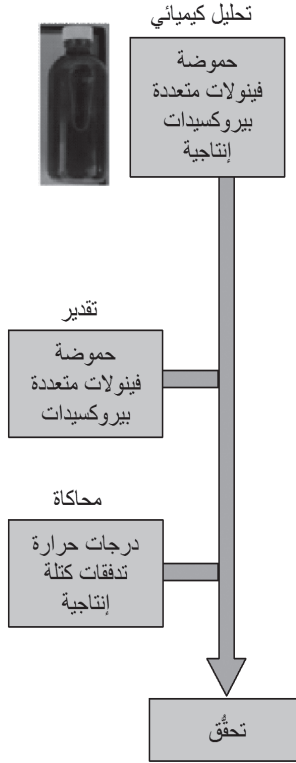 تحليل كيميائي
حموضة
فينولات متعددة
بيروكسيدات
إنتاجية
تقدير
حموضة
فينولات متعددة
بيروكسيدات
محاكاة
درجات حرارة
تدفقات كتلة
إنتاجية
تحقُّق